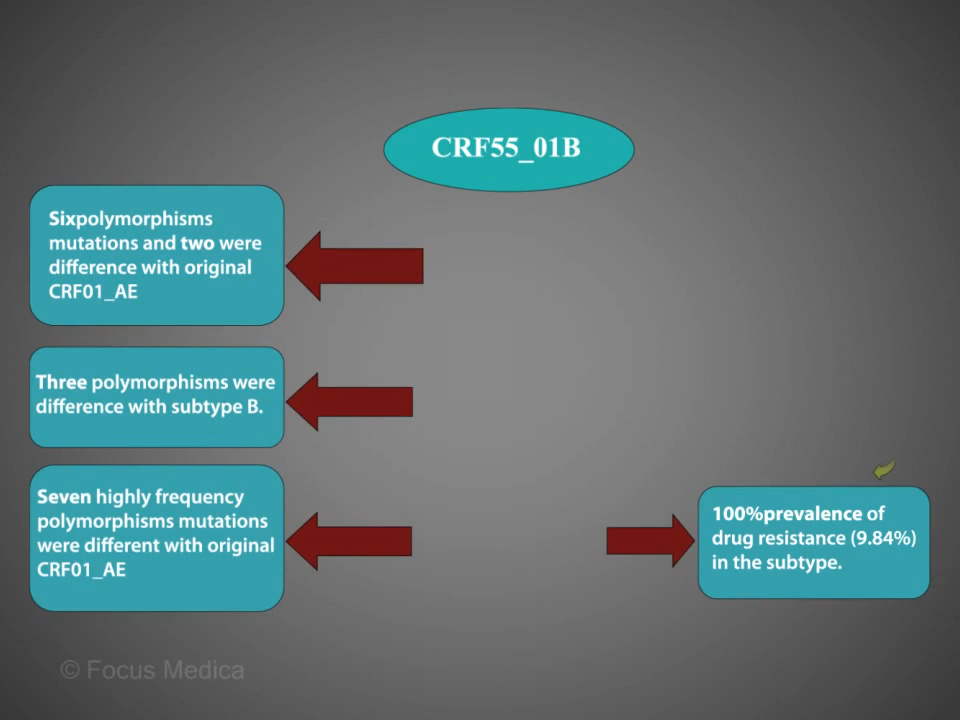 CRF55_01B
Sixpolymorphisms
mutations and two were
difference with original
CRF01_AE
Three polymorphisms were
difference with subtype B.
Seven highly frequency
polymorphisms mutations
were different with original
CRF01_AE
100%prevalence of
drug resistance (9.84%)
in the subtype.
© Focus Medica